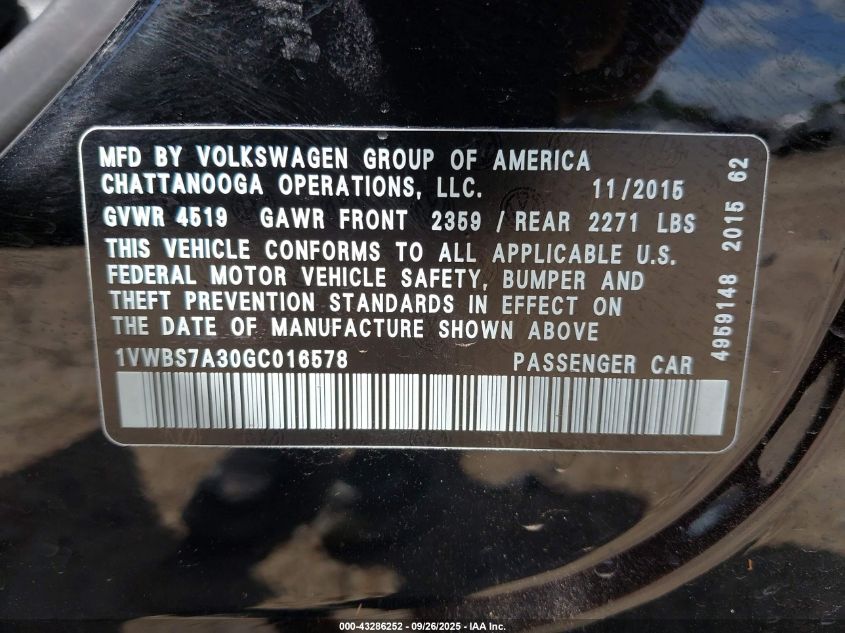 MFD BY VOLKSWAGEN GROUP OF AMERICA
CHATTANOOGA OPERATIONS, LLC. 11/2015
GVWR 4519 GAWR FRONT 2359 / REAR 2271 LBS
THIS VEHICLE CONFORMS TO ALL APPLICABLE U.S.
FEDERAL MOTOR VEHICLE SAFETY, BUMPER AND
THEFT PREVENTION STANDARDS IN EFFECT ON
THE DATE OF MANUFACTURE SHOWN ABOVE
1VWBS7A30GC016578 PASSENGER CAR
4959148 2015 62
000-43286252 - 09/26/2025 - IAA Inc.